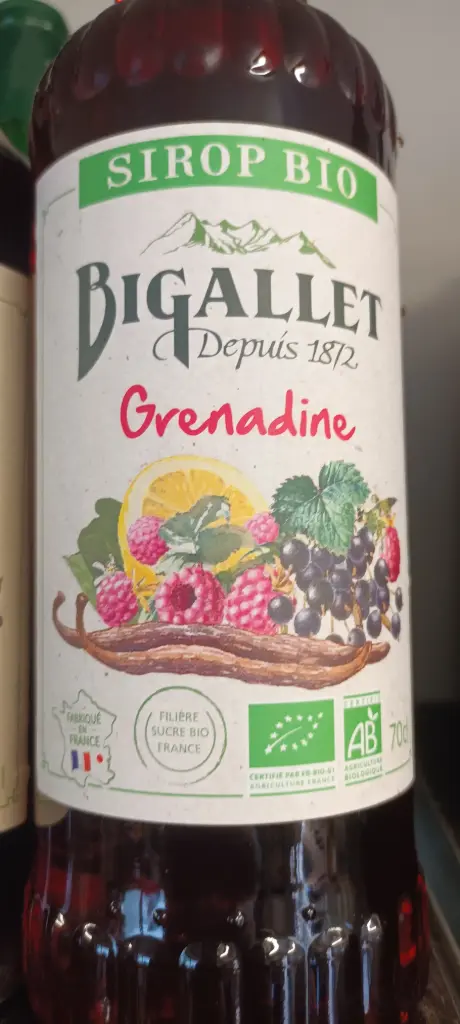 SIROP BIO
BIGALLET
Depuis 1872
Grenadine
FABRIQUÉ
EN
FRANCE
FILIÈRE
SUCRE BIO
FRANCE
CERTIFIÉ PAR FR-BIO-01
AGRICULTURE FRANCE
CERTIFIÉ
AB
AGRICULTURE
BIOLOGIQUE
70cl